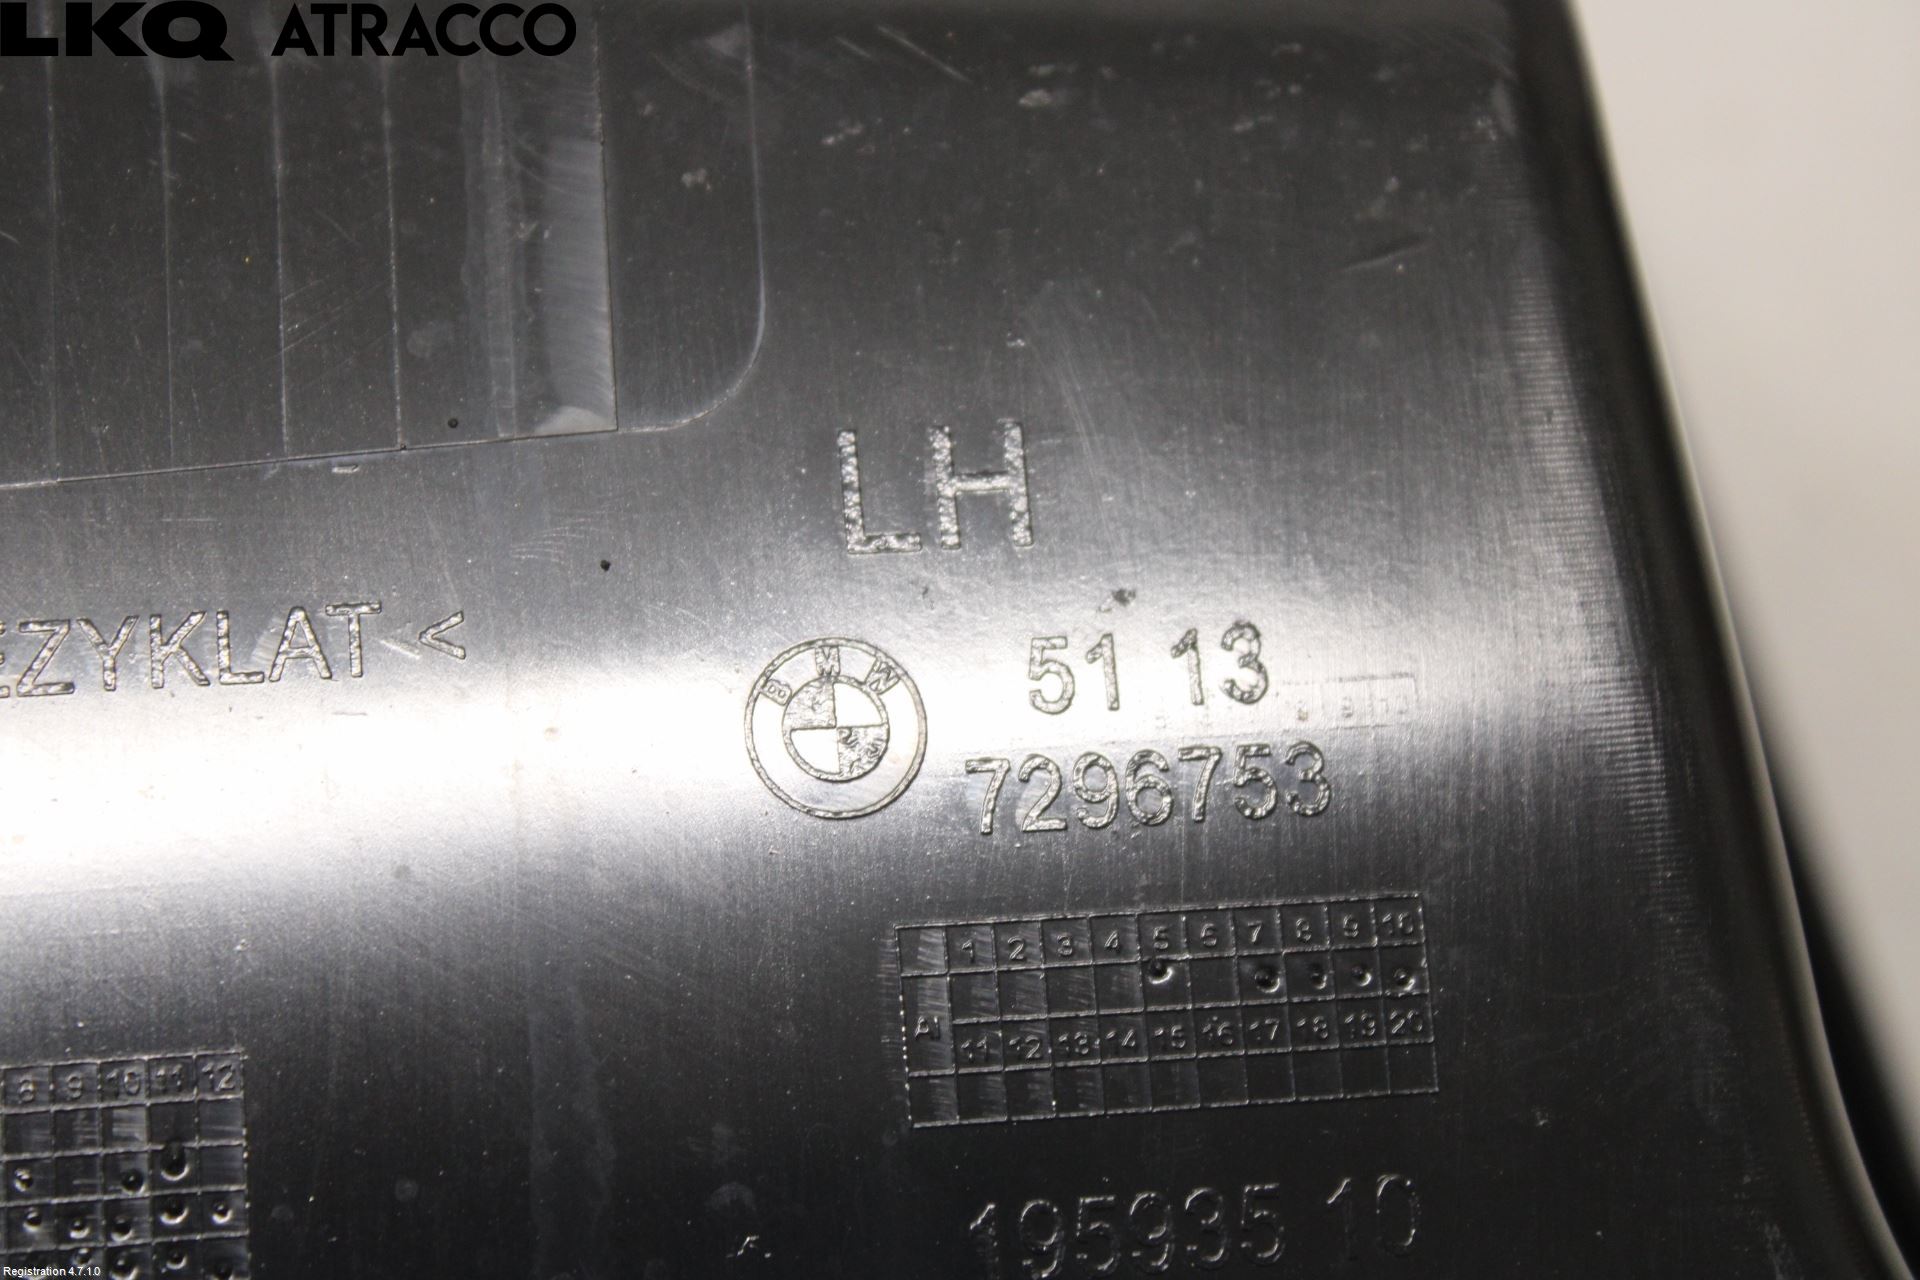 LKQ ATRACCO
LH
EZYKLAT <
BMW
51 13
7296753
1 2 3 4 5 6 7 8 9 10
AI
11 12 13 14 15 16 17 18 19 20
8 9 10 11 12
195935 10
Registration 4.7.1.0